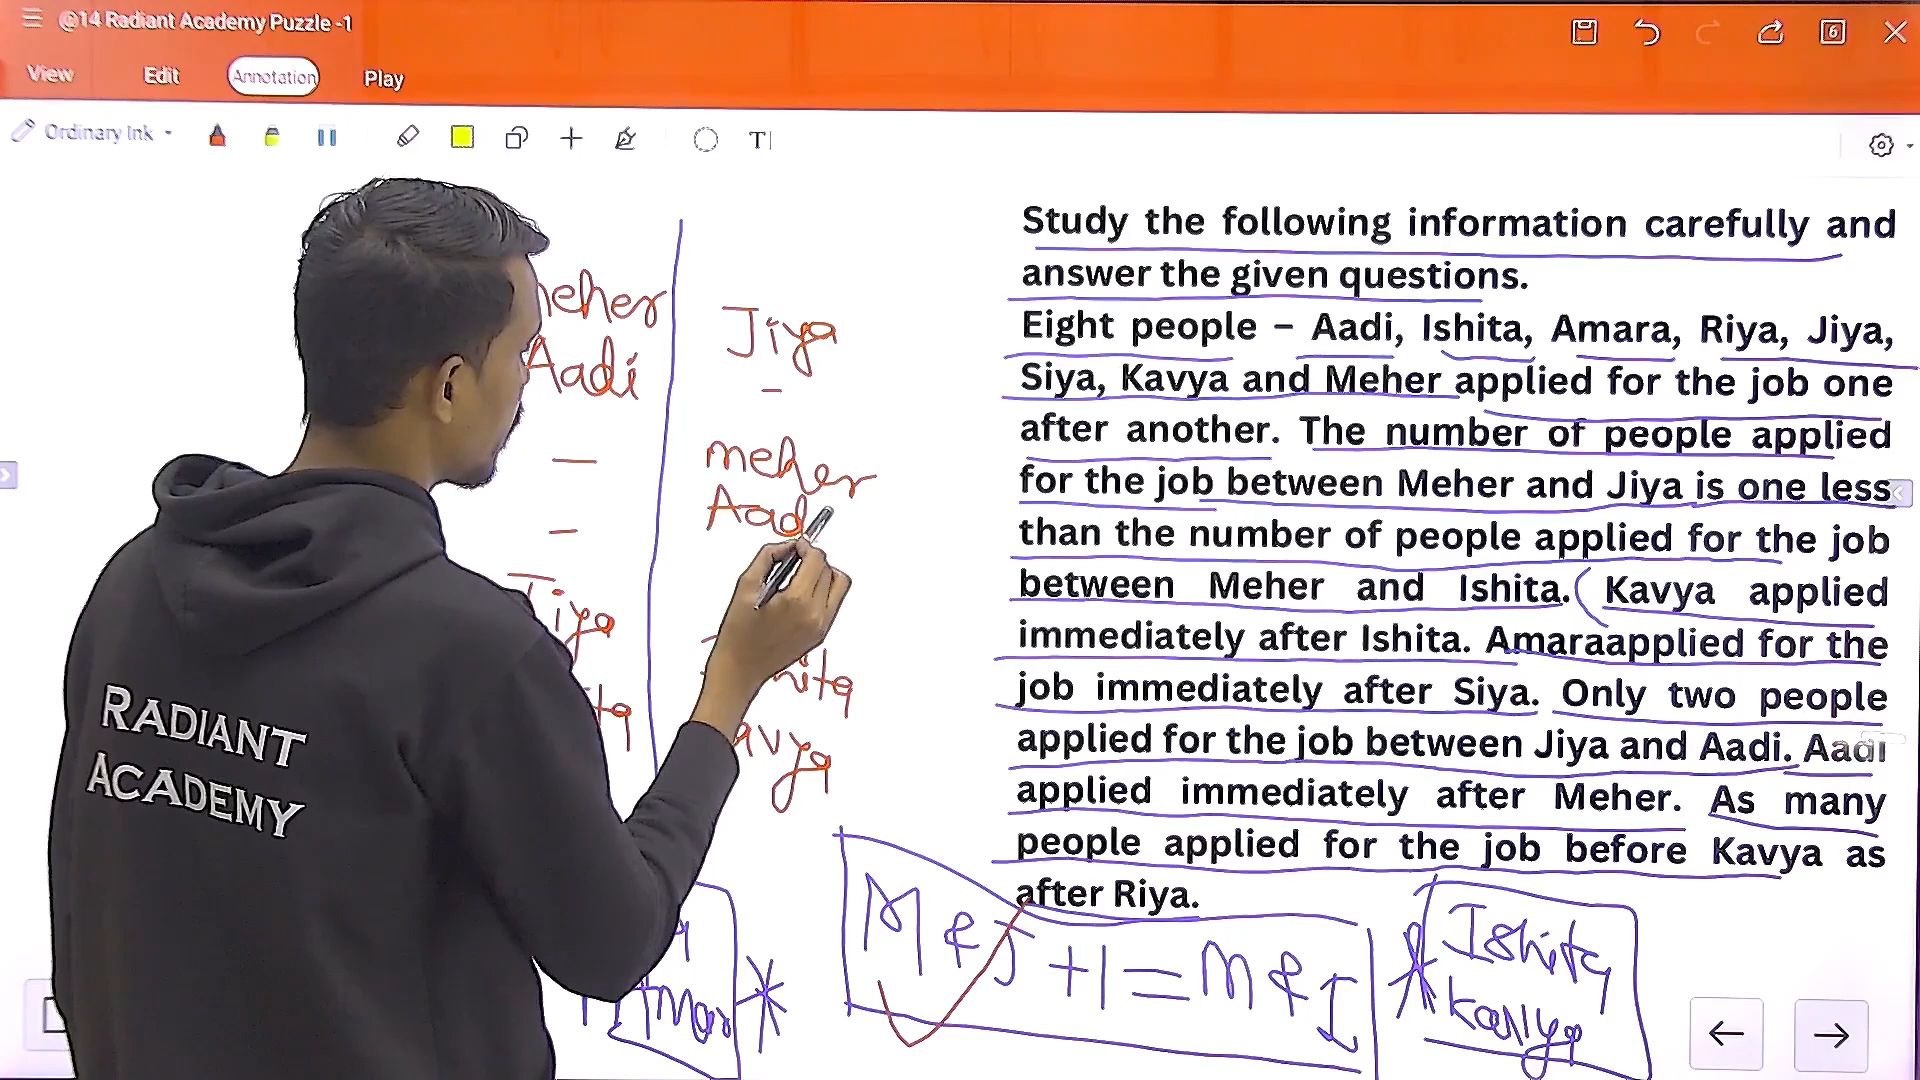 @14 Radiant Academy Puzzle -1
View Edit Annotation Play
Ordinary Ink
T
6
Study the following information carefully and
answer the given questions.
Eight people – Aadi, Ishita, Amara, Riya, Jiya,
Siya, Kavya and Meher applied for the job one
after another. The number of people applied
for the job between Meher and Jiya is one less
than the number of people applied for the job
between Meher and Ishita. Kavya applied
immediately after Ishita. Amaraapplied for the
job immediately after Siya. Only two people
applied for the job between Jiya and Aadi. Aadi
applied immediately after Meher. As many
people applied for the job before Kavya as
after Riya.
eher
Aadi
—
—
Jiya
Jiya
–
meher
Aad
M & J +1 = M & I
Ishita
Kavya
RADIANT
ACADEMY